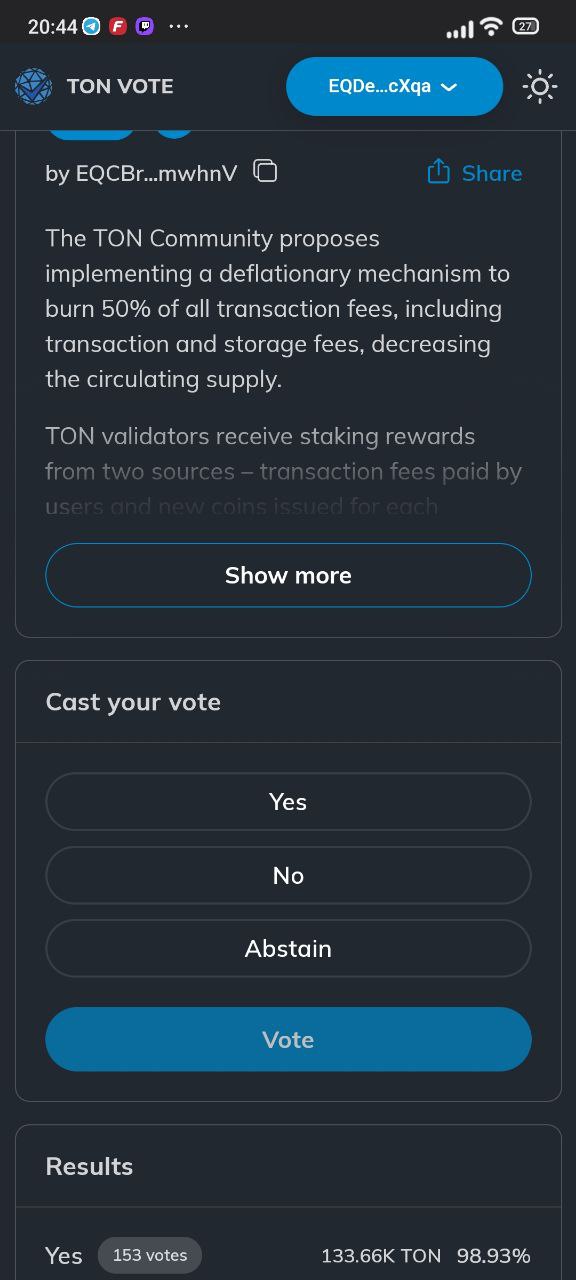 20:44
27
TON VOTE
EQDe...cXqa
by EQCBr...mwhnV
Share
The TON Community proposes
implementing a deflationary mechanism to
burn 50% of all transaction fees, including
transaction and storage fees, decreasing
the circulating supply.
TON validators receive staking rewards
from two sources – transaction fees paid by
users and new coins issued for each
Show more
Cast your vote
Yes
No
Abstain
Vote
Results
Yes 153 votes 133.66K TON 98.93%